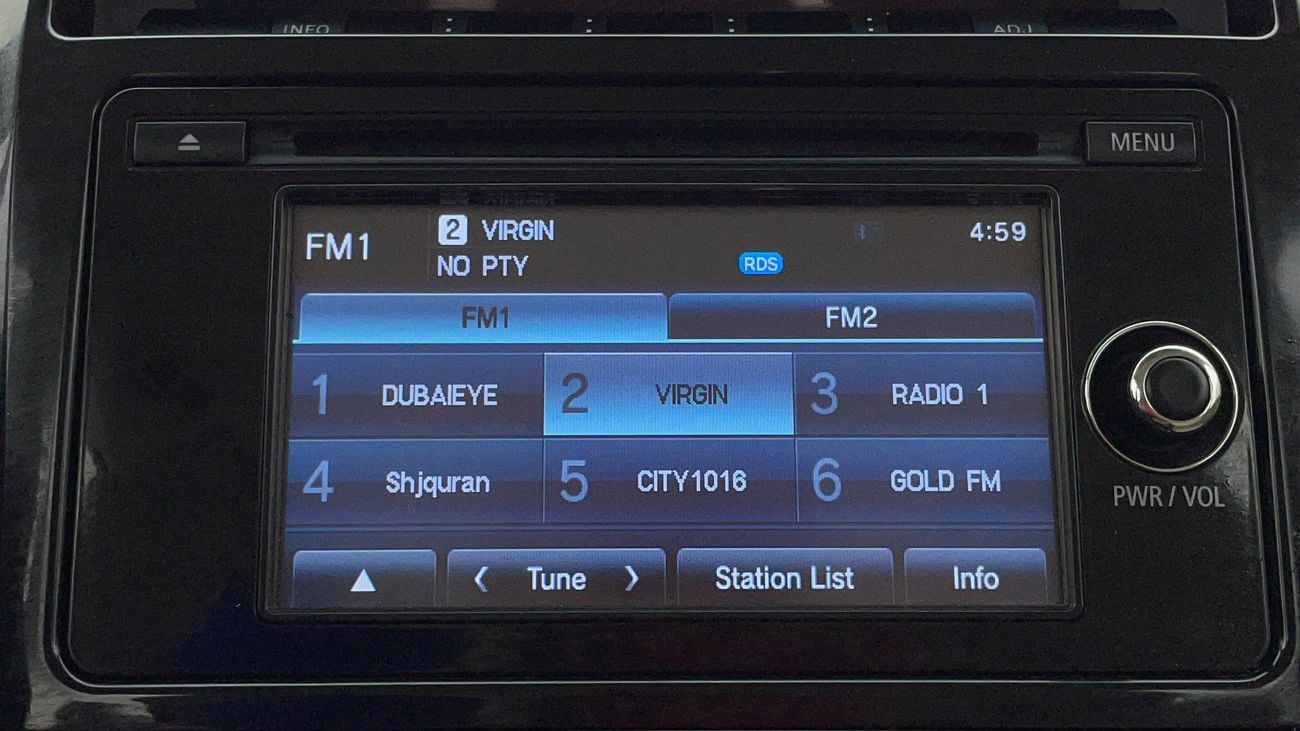 INFO ADJ
MENU
FM1 2 VIRGIN 4:59
NO PTY RDS
FM1 FM2
1 DUBAIEYE 2 VIRGIN 3 RADIO 1
4 Shjquran 5 CITY1016 6 GOLD FM
PWR / VOL
▲ < Tune > Station List Info